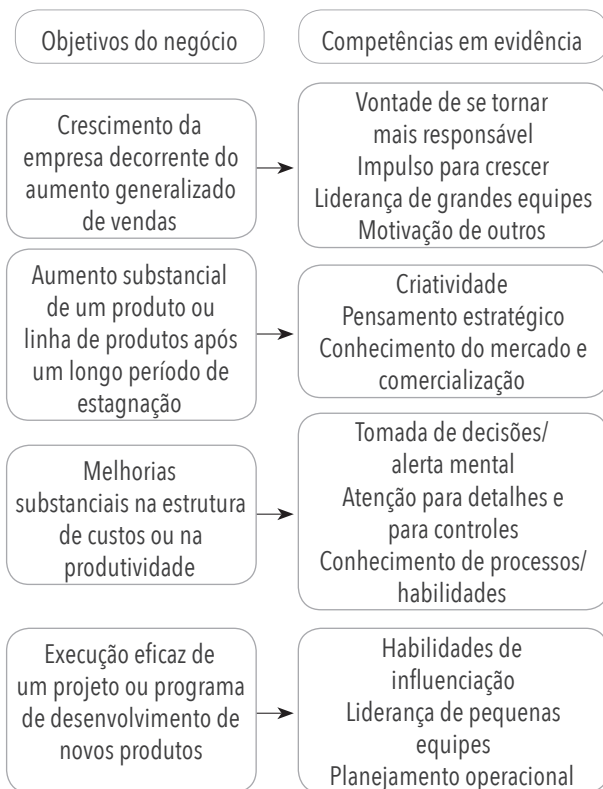 Objetivos do negócio
Competências em evidência
Crescimento da
empresa decorrente do
aumento generalizado
de vendas
Vontade de se tornar
mais responsável
Impulso para crescer
Liderança de grandes equipes
Motivação de outros
Aumento substancial
de um produto ou
linha de produtos após
um longo período de
estagnação
Criatividade
Pensamento estratégico
Conhecimento do mercado e
comercialização
Melhorias
substanciais na estrutura
de custos ou na
produtividade
Tomada de decisões/
alerta mental
Atenção para detalhes e
para controles
Conhecimento de processos/
habilidades
Execução eficaz de
um projeto ou programa
de desenvolvimento de
novos produtos
Habilidades de
influenciação
Liderança de pequenas
equipes
Planejamento operacional